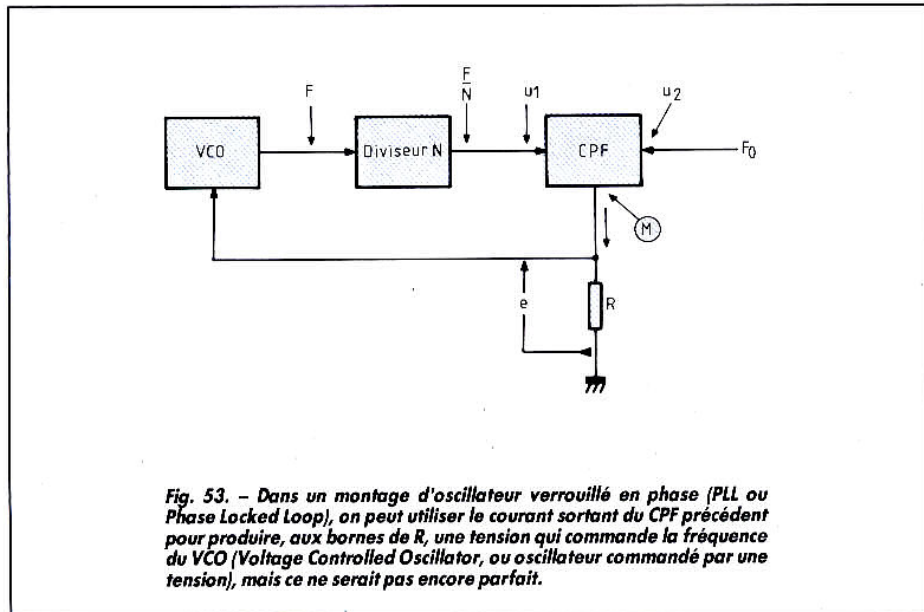 F
F
N
u1
u2
VCO
Diviseur N
CPF
F0
M
e
R
Fig. 53. – Dans un montage d'oscillateur verrouillé en phase (PLL ou
Phase Locked Loop), on peut utiliser le courant sortant du CPF précédent
pour produire, aux bornes de R, une tension qui commande la fréquence
du VCO (Voltage Controlled Oscillator, ou oscillateur commandé par une
tension), mais ce ne serait pas encore parfait.